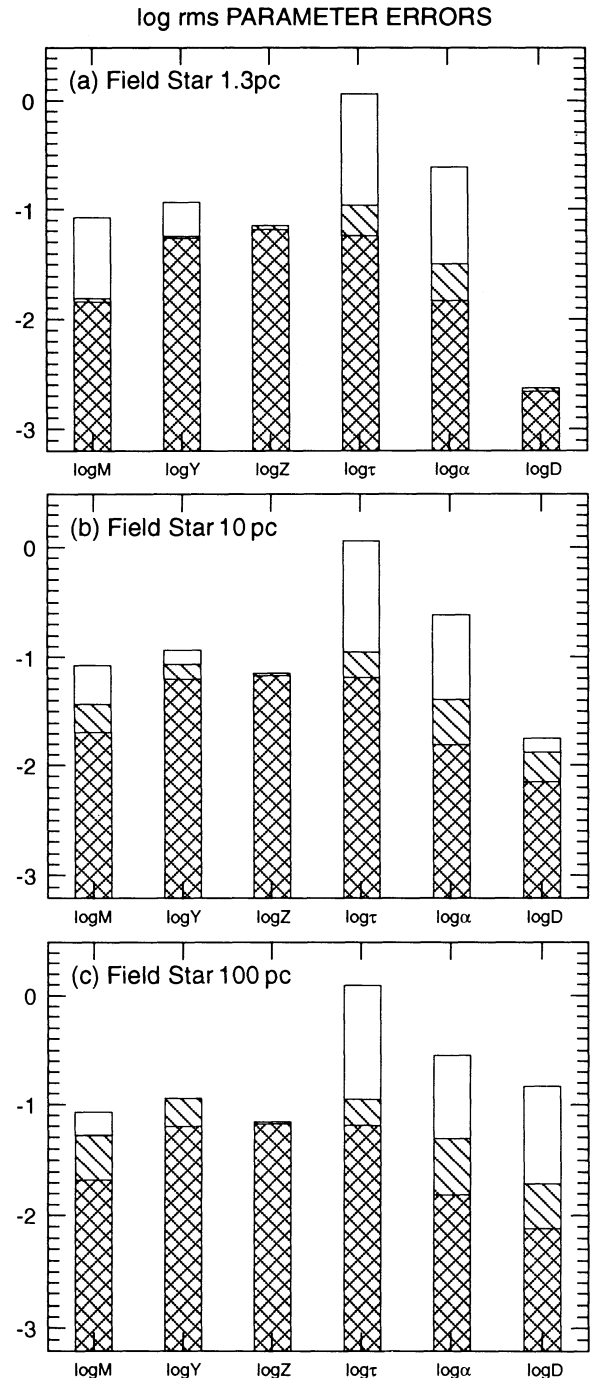 log rms PARAMETER ERRORS
(a) Field Star 1.3pc
0
-1
-2
-3
logM logY logZ logτ logα logD
(b) Field Star 10 pc
0
-1
-2
-3
logM logY logZ logτ logα logD
(c) Field Star 100 pc
0
-1
-2
-3
logM logY logZ logτ logα logD